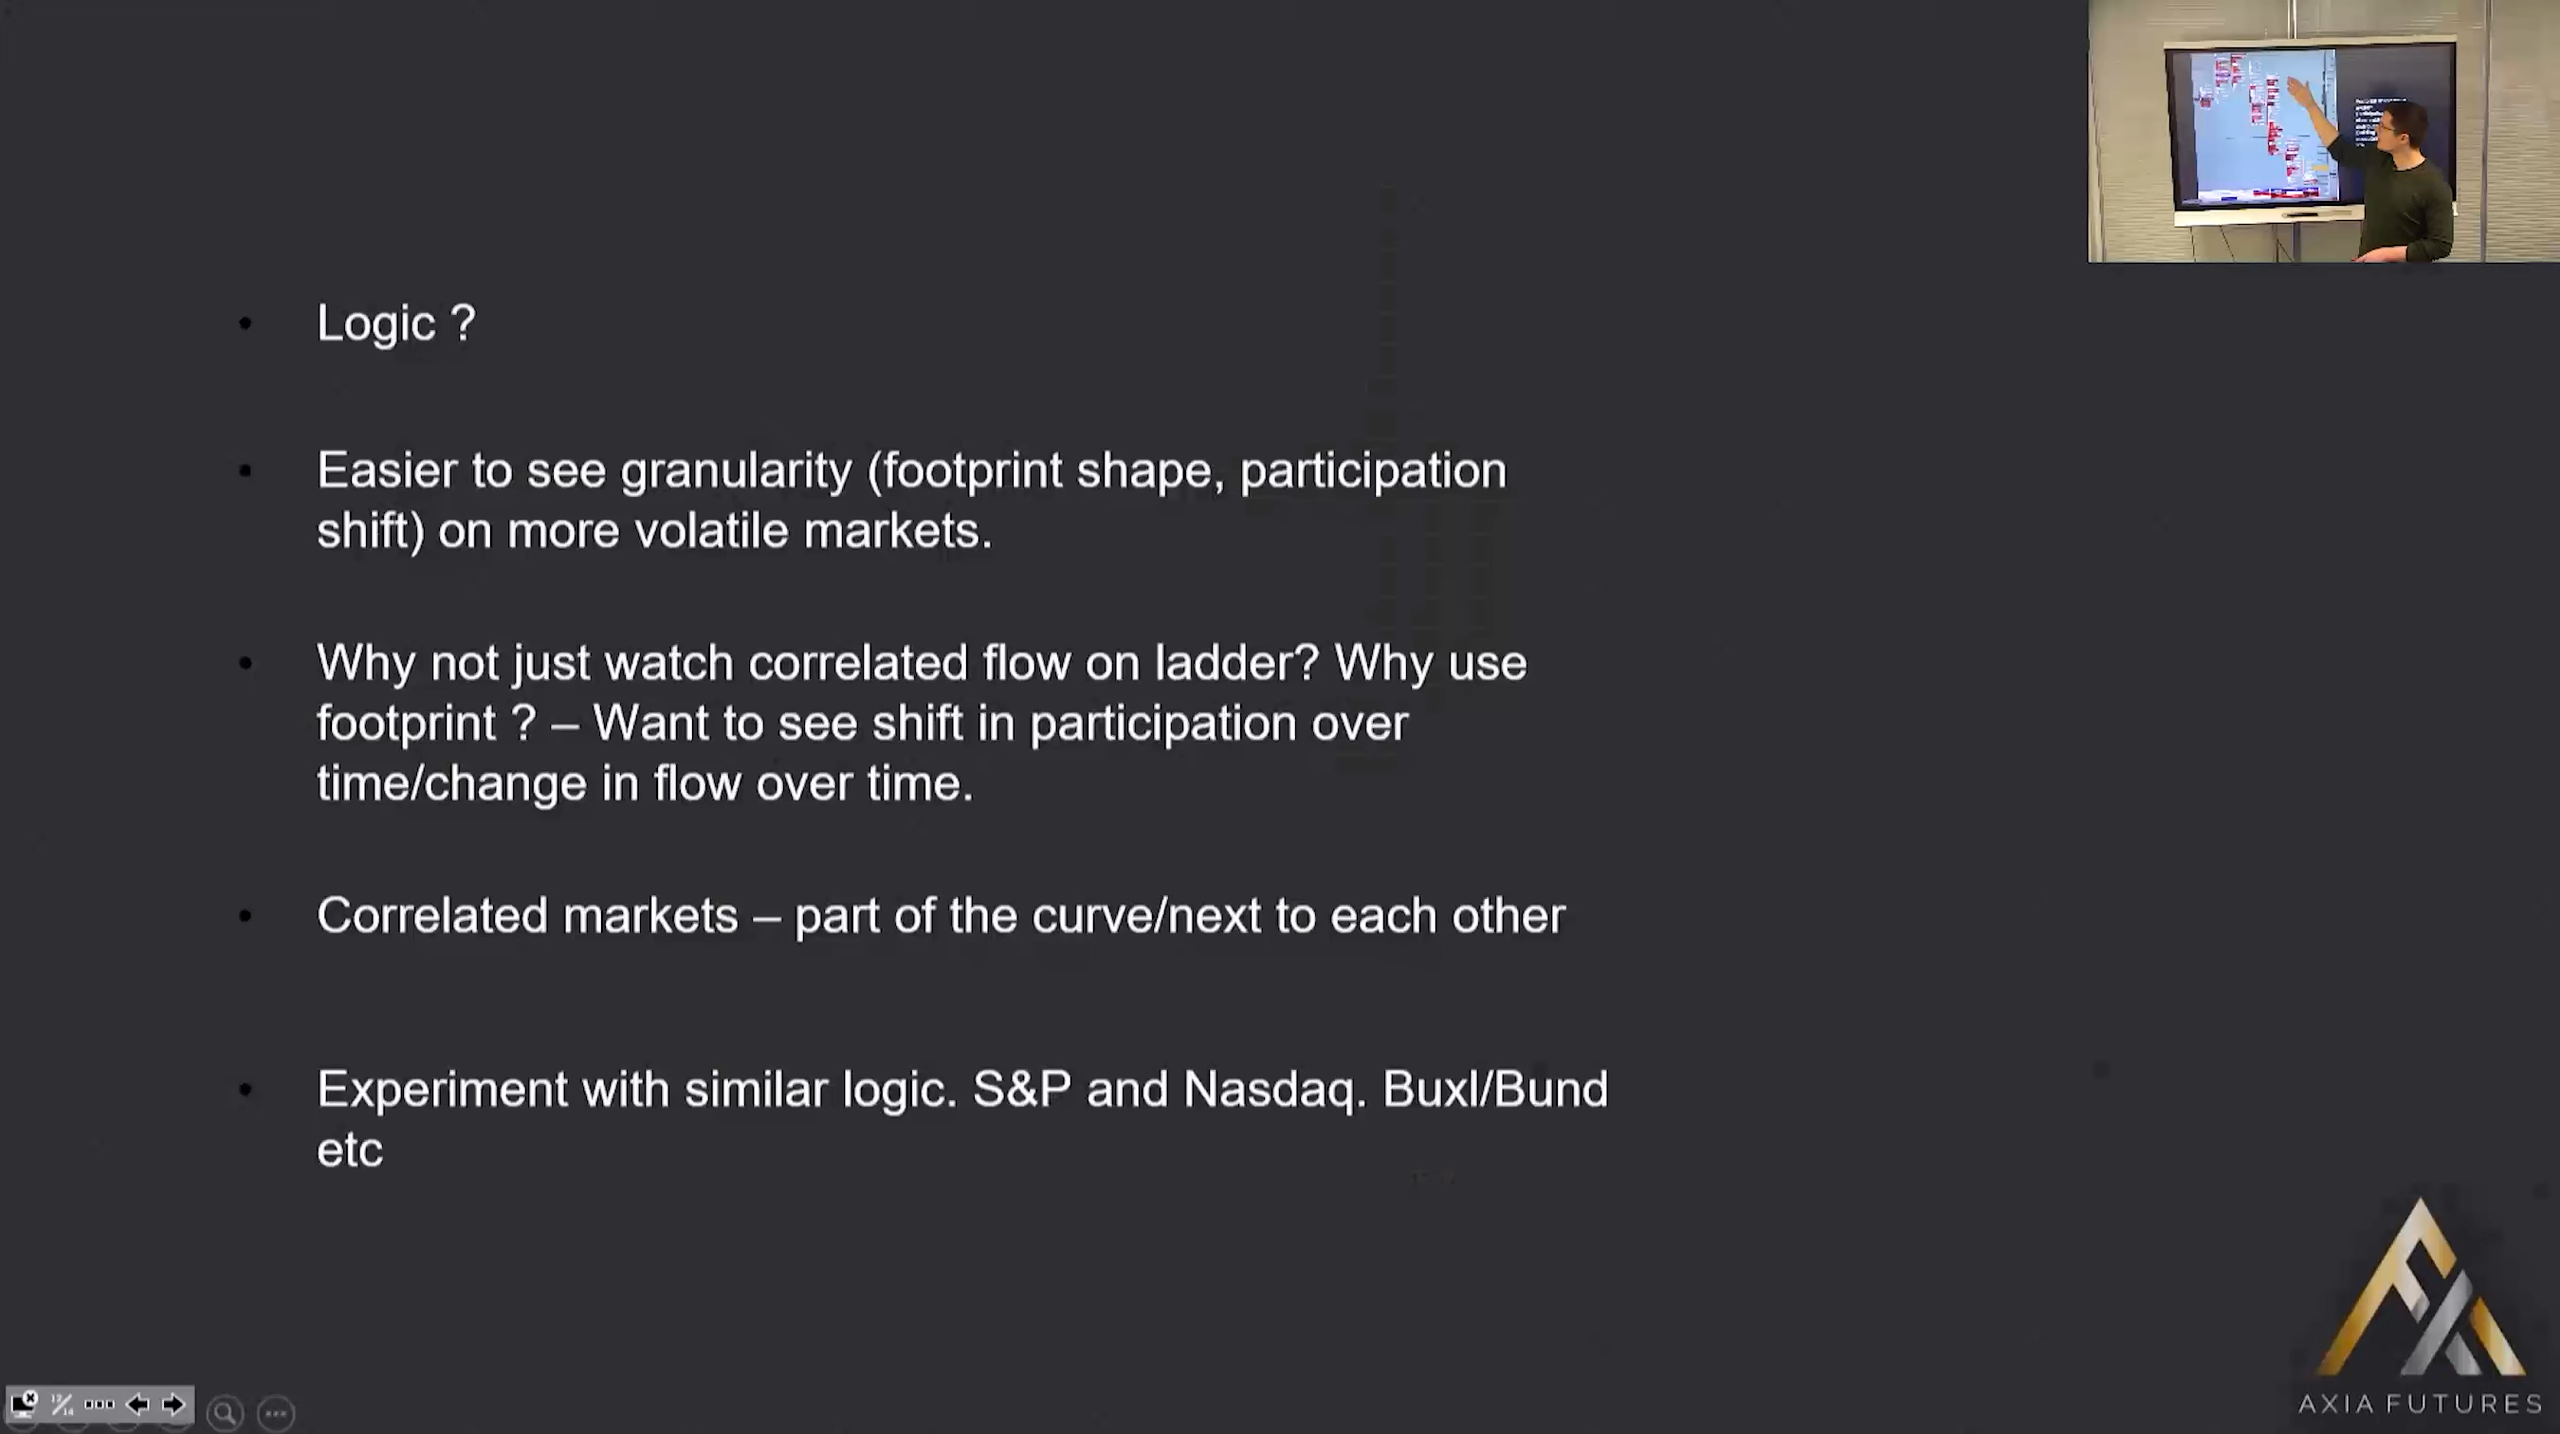 Logic ?
Easier to see granularity (footprint shape, participation
shift) on more volatile markets.
Why not just watch correlated flow on ladder? Why use
footprint ? – Want to see shift in participation over
time/change in flow over time.
Correlated markets – part of the curve/next to each other
Experiment with similar logic. S&P and Nasdaq. Buxl/Bund
etc
12/14
AXIA FUTURES